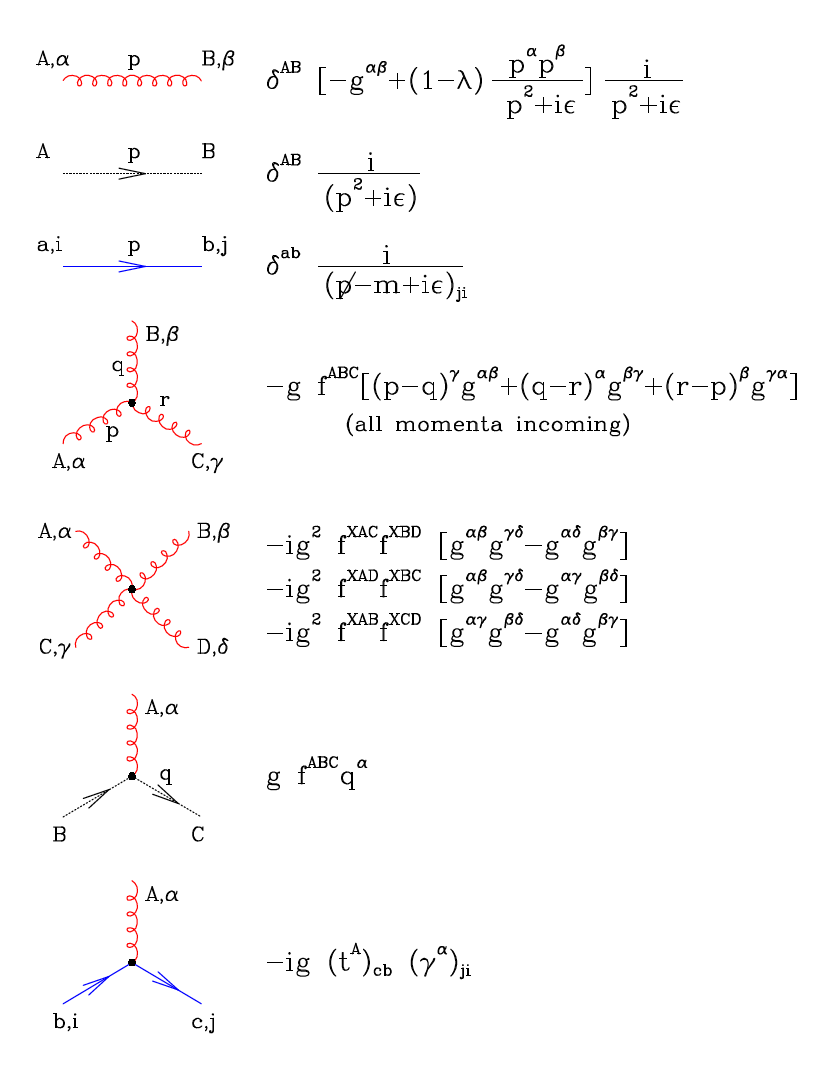 A,α p B,β δ^AB [−g^αβ+(1−λ) p^α p^β / p^2+iϵ] i / p^2+iϵ
A p B δ^AB i / (p^2+iϵ)
a,i p b,j δ^ab i / (p̸−m+iϵ)_ji
B,β
q
r
p
A,α C,γ
−g f^ABC[(p−q)^γ g^αβ+(q−r)^α g^βγ+(r−p)^β g^γα]
(all momenta incoming)
A,α B,β
C,γ D,δ
−ig^2 f^XAC f^XBD [g^αβ g^γδ−g^αδ g^βγ]
−ig^2 f^XAD f^XBC [g^αβ g^γδ−g^αγ g^βδ]
−ig^2 f^XAB f^XCD [g^αγ g^βδ−g^αδ g^βγ]
A,α
q
B C
g f^ABC q^α
A,α
b,i c,j
−ig (t^A)_cb (γ^α)_ji